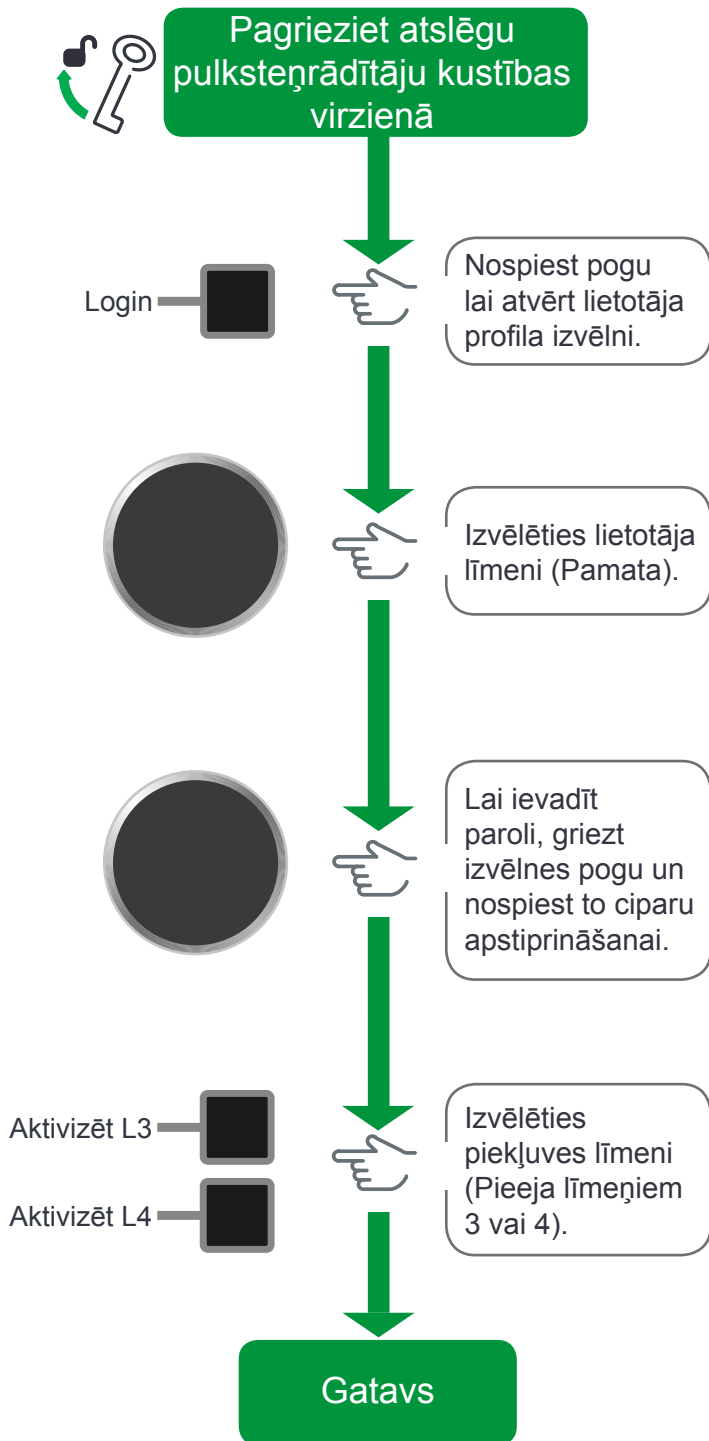 Pagrieziet atslēgu
pulksteņrādītāju kustības
virzienā
Login
Nospiest pogu
lai atvērt lietotāja
profila izvēlni.
Izvēlēties lietotāja
līmeni (Pamata).
Lai ievadīt
paroli, griezt
izvēlnes pogu un
nospiest to ciparu
apstiprināšanai.
Aktivizēt L3
Aktivizēt L4
Izvēlēties
piekļuves līmeni
(Pieeja līmeņiem
3 vai 4).
Gatavs